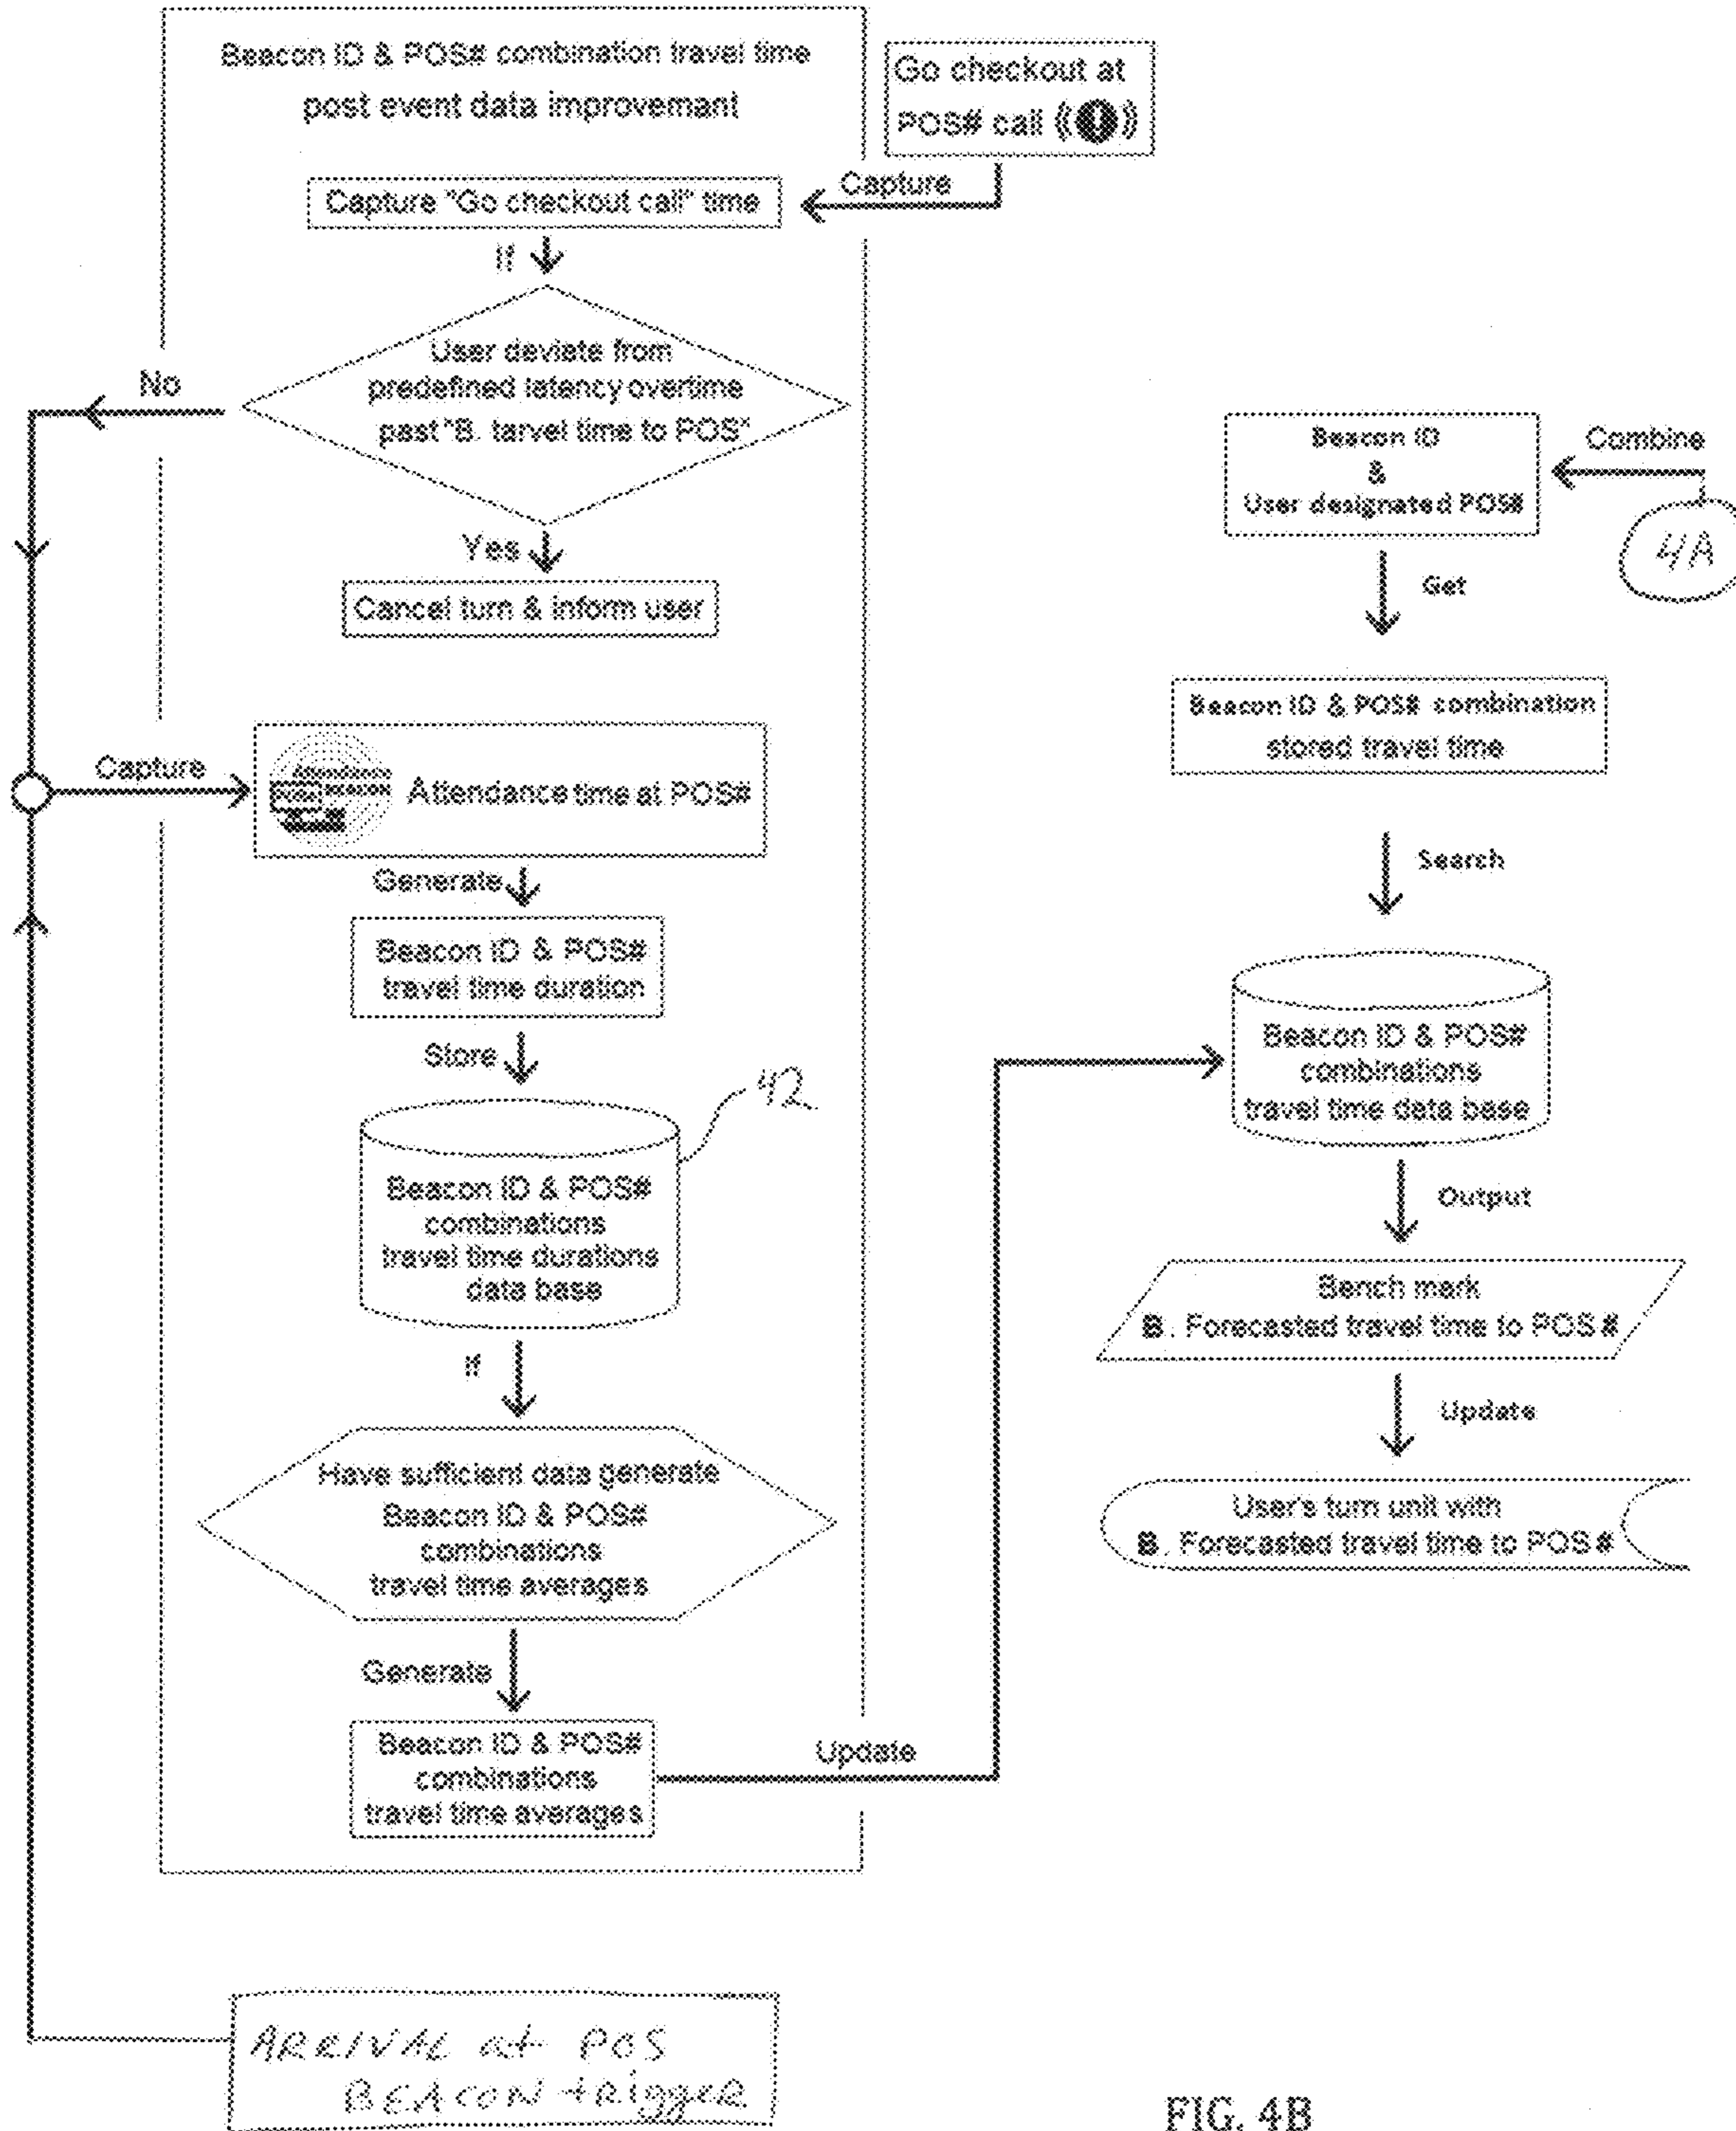 Beacon ID & POS# combination travel time
post event data improvemant
Go checkout at
POS# call
Capture
Capture "Go checkout call" time
If
User deviate from
predefined latency overtime
past "B. tarvel time to POS"
No
Yes
Cancel turn & inform user
Capture
Attendance
BEACON
Attendance time at POS#
Generate
Beacon ID & POS#
travel time duration
Store
42
Beacon ID & POS#
combinations
travel time durations
data base
If
Have sufficient data generate
Beacon ID & POS#
combinations
travel time averages
Generate
Beacon ID & POS#
combinations
travel time averages
Update
ARRIVAL at POS
BEACON tRiggeR
Beacon ID
&
User designated POS#
Combine
4A
Get
Beacon ID & POS# combination
stored travel time
Search
Beacon ID & POS#
combinations
travel time data base
Output
Bench mark
B. Forecasted travel time to POS#
Update
User's turn unit with
B. Forecasted travel time to POS#
FIG. 4B